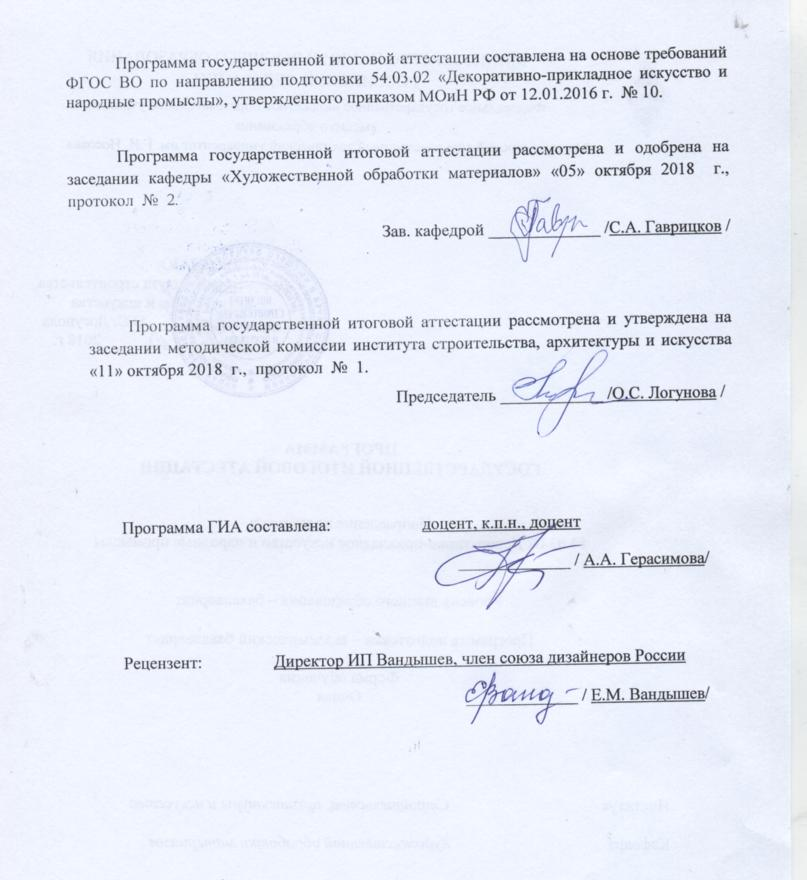 Программа государственной итоговой аттестации составлена на основе требований
ФГОС ВО по направлению подготовки 54.03.02 «Декоративно-прикладное искусство и
народные промыслы», утвержденного приказом МОиН РФ от 12.01.2016 г. № 10.
Программа государственной итоговой аттестации рассмотрена и одобрена на
заседании кафедры «Художественной обработки материалов» «05» октября 2018 г.,
протокол № 2.
Зав. кафедрой /С.А. Гаврицков /
Программа государственной итоговой аттестации рассмотрена и утверждена на
заседании методической комиссии института строительства, архитектуры и искусства
«11» октября 2018 г., протокол № 1.
Председатель /О.С. Логунова /
Программа ГИА составлена: доцент, к.п.н., доцент
/ А.А. Герасимова/
Рецензент: Директор ИП Вандышев, член союза дизайнеров России
/ Е.М. Вандышев/